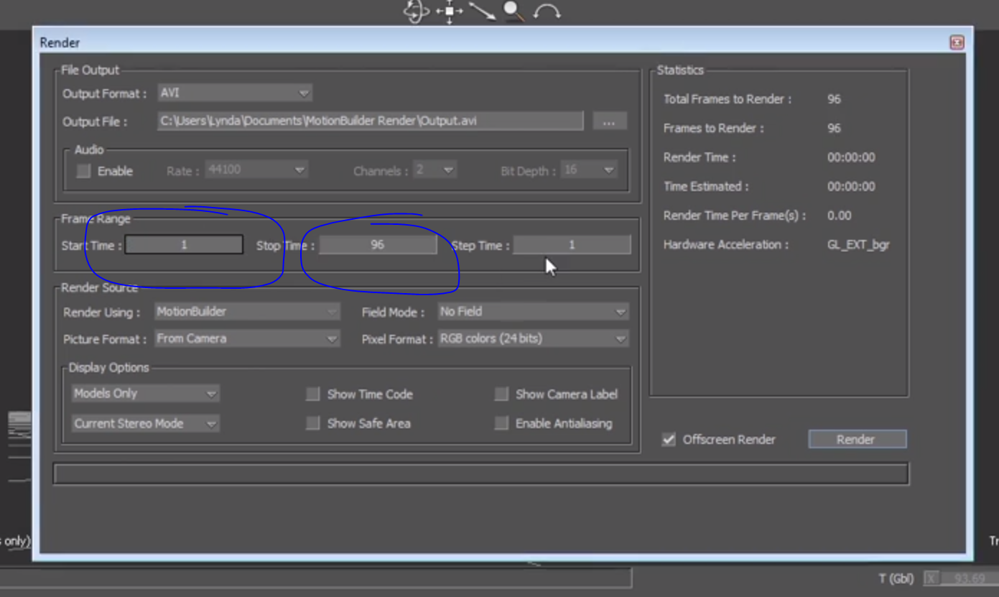 Render
File Output
Output Format : AVI
Output File : C:\Users\Lynda\Documents\MotionBuilder Render\Output.avi ...
Audio
Enable Rate : 44100 Channels : 2 Bit Depth : 16
Frame Range
Start Time : 1 Stop Time : 96 Step Time : 1
Render Source
Render Using : MotionBuilder Field Mode : No Field
Picture Format : From Camera Pixel Format : RGB colors (24 bits)
Display Options
Models Only Show Time Code Show Camera Label
Current Stereo Mode Show Safe Area Enable Antialiasing
Statistics
Total Frames to Render : 96
Frames to Render : 96
Render Time : 00:00:00
Time Estimated : 00:00:00
Render Time Per Frame(s) : 0.00
Hardware Acceleration : GL_EXT_bgr
Offscreen Render Render
s only) Tr
T (Gbl) X 93.69